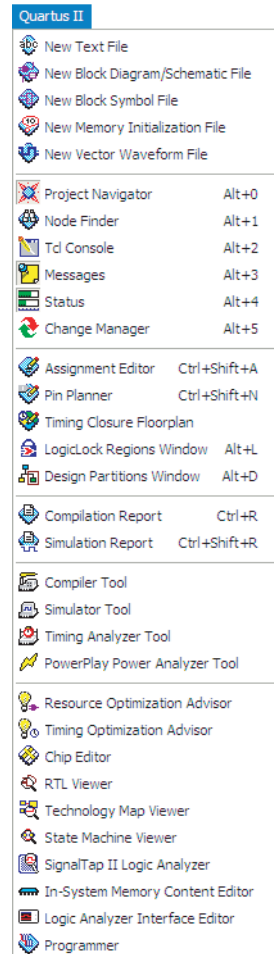 Quartus II
New Text File
New Block Diagram/Schematic File
New Block Symbol File
New Memory Initialization File
New Vector Waveform File
Project Navigator Alt+0
Node Finder Alt+1
Tcl Console Alt+2
Messages Alt+3
Status Alt+4
Change Manager Alt+5
Assignment Editor Ctrl+Shift+A
Pin Planner Ctrl+Shift+N
Timing Closure Floorplan
LogicLock Regions Window Alt+L
Design Partitions Window Alt+D
Compilation Report Ctrl+R
Simulation Report Ctrl+Shift+R
Compiler Tool
Simulator Tool
Timing Analyzer Tool
PowerPlay Power Analyzer Tool
Resource Optimization Advisor
Timing Optimization Advisor
Chip Editor
RTL Viewer
Technology Map Viewer
State Machine Viewer
SignalTap II Logic Analyzer
In-System Memory Content Editor
Logic Analyzer Interface Editor
Programmer